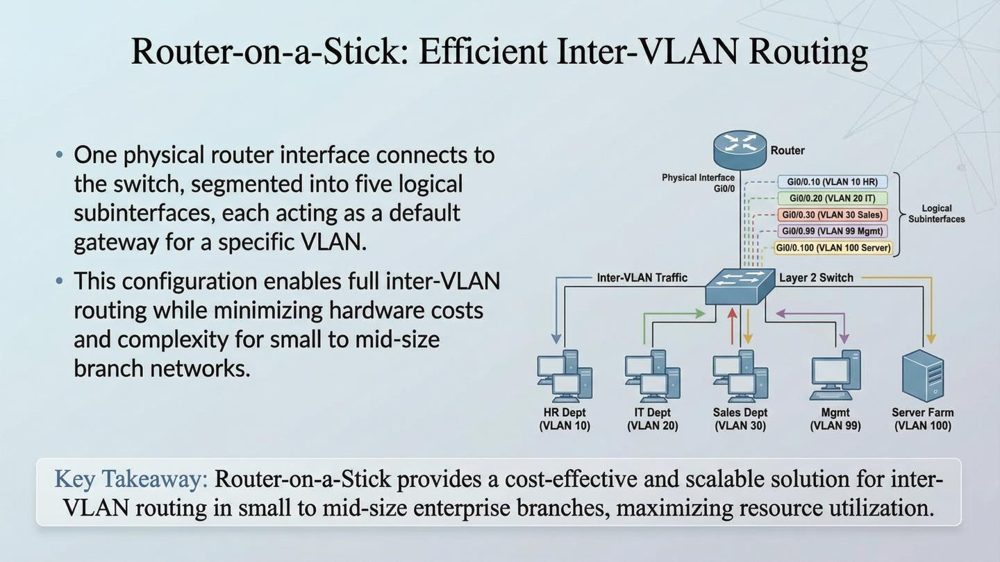 Router-on-a-Stick: Efficient Inter-VLAN Routing
• One physical router interface connects to
the switch, segmented into five logical
subinterfaces, each acting as a default
gateway for a specific VLAN.
• This configuration enables full inter-VLAN
routing while minimizing hardware costs
and complexity for small to mid-size
branch networks.
Router
Physical Interface
Gi0/0
Gi0/0.10 (VLAN 10 HR)
Gi0/0.20 (VLAN 20 IT)
Gi0/0.30 (VLAN 30 Sales)
Gi0/0.99 (VLAN 99 Mgmt)
Gi0/0.100 (VLAN 100 Server)
Logical
Subinterfaces
Inter-VLAN Traffic
Layer 2 Switch
HR Dept
(VLAN 10)
IT Dept
(VLAN 20)
Sales Dept
(VLAN 30)
Mgmt
(VLAN 99)
Server Farm
(VLAN 100)
Key Takeaway: Router-on-a-Stick provides a cost-effective and scalable solution for inter-
VLAN routing in small to mid-size enterprise branches, maximizing resource utilization.